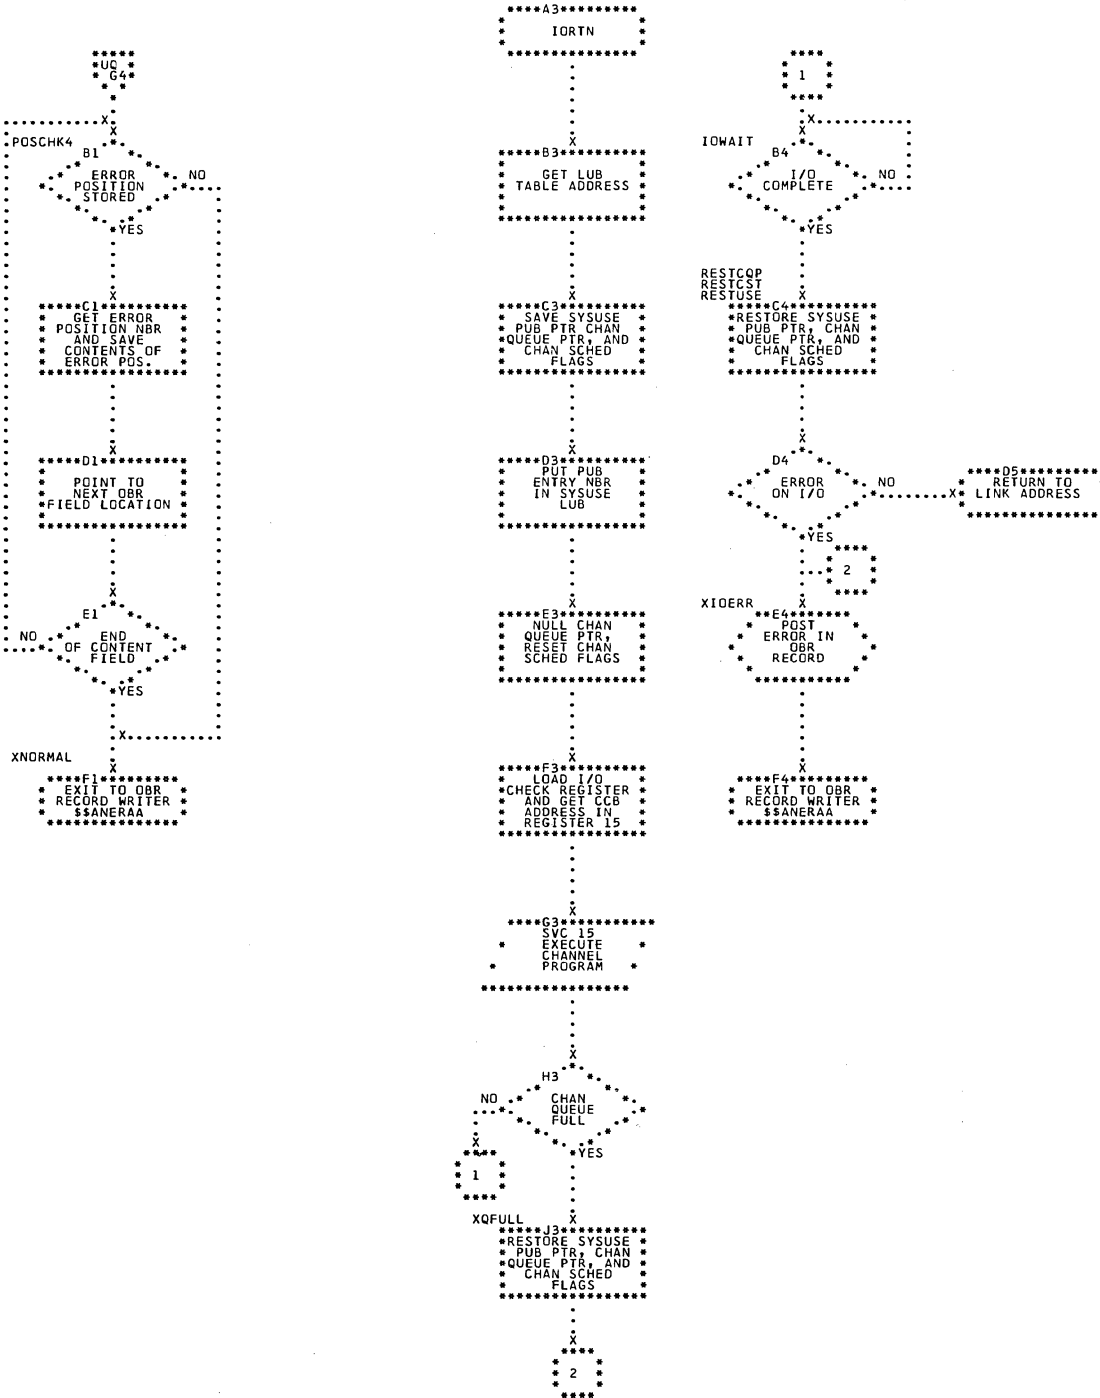 UQ
G4
POSCHK4
B1
ERROR
POSITION
STORED
NO
YES
C1
GET ERROR
POSITION NBR
AND SAVE
CONTENTS OF
ERROR POS.
D1
POINT TO
NEXT OBR
FIELD LOCATION
E1
NO
END
OF CONTENT
FIELD
YES
XNORMAL
F1
EXIT TO OBR
RECORD WRITER
$$ANERAA
A3
IORTN
B3
GET LUB
TABLE ADDRESS
C3
SAVE SYSUSE
PUB PTR CHAN
QUEUE PTR, AND
CHAN SCHED
FLAGS
D3
PUT PUB
ENTRY NBR
IN SYSUSE
LUB
E3
NULL CHAN
QUEUE PTR,
RESET CHAN
SCHED FLAGS
F3
LOAD I/O
CHECK REGISTER
AND GET CCB
ADDRESS IN
REGISTER 15
G3
SVC 15
EXECUTE
CHANNEL
PROGRAM
H3
NO
CHAN
QUEUE
FULL
YES
1
XQFULL
J3
RESTORE SYSUSE
PUB PTR, CHAN
QUEUE PTR, AND
CHAN SCHED
FLAGS
2
1
IOWAIT
B4
I/O
COMPLETE
NO
YES
RESTCQP
RESTCST
RESTUSE
C4
RESTORE SYSUSE
PUB PTR, CHAN
QUEUE PTR, AND
CHAN SCHED
FLAGS
D4
ERROR
ON I/O
NO
YES
D5
RETURN TO
LINK ADDRESS
2
XIOERR
E4
POST
ERROR IN
OBR
RECORD
F4
EXIT TO OBR
RECORD WRITER
$$ANERAA